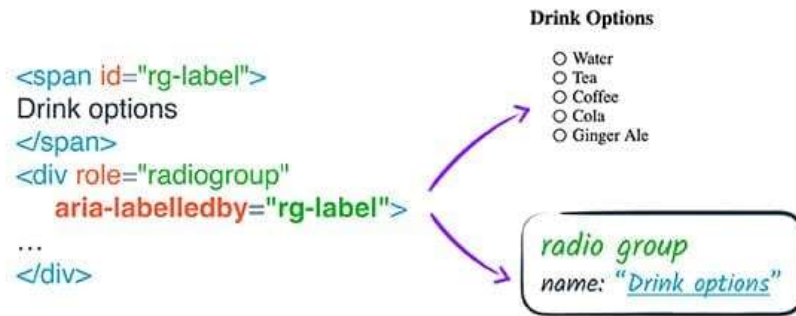 <span id="rg-label">
Drink options
</span>
<div role="radiogroup"
aria-labelledby="rg-label">
...
</div>
Drink Options
Water
Tea
Coffee
Cola
Ginger Ale
radio group
name: “Drink options”